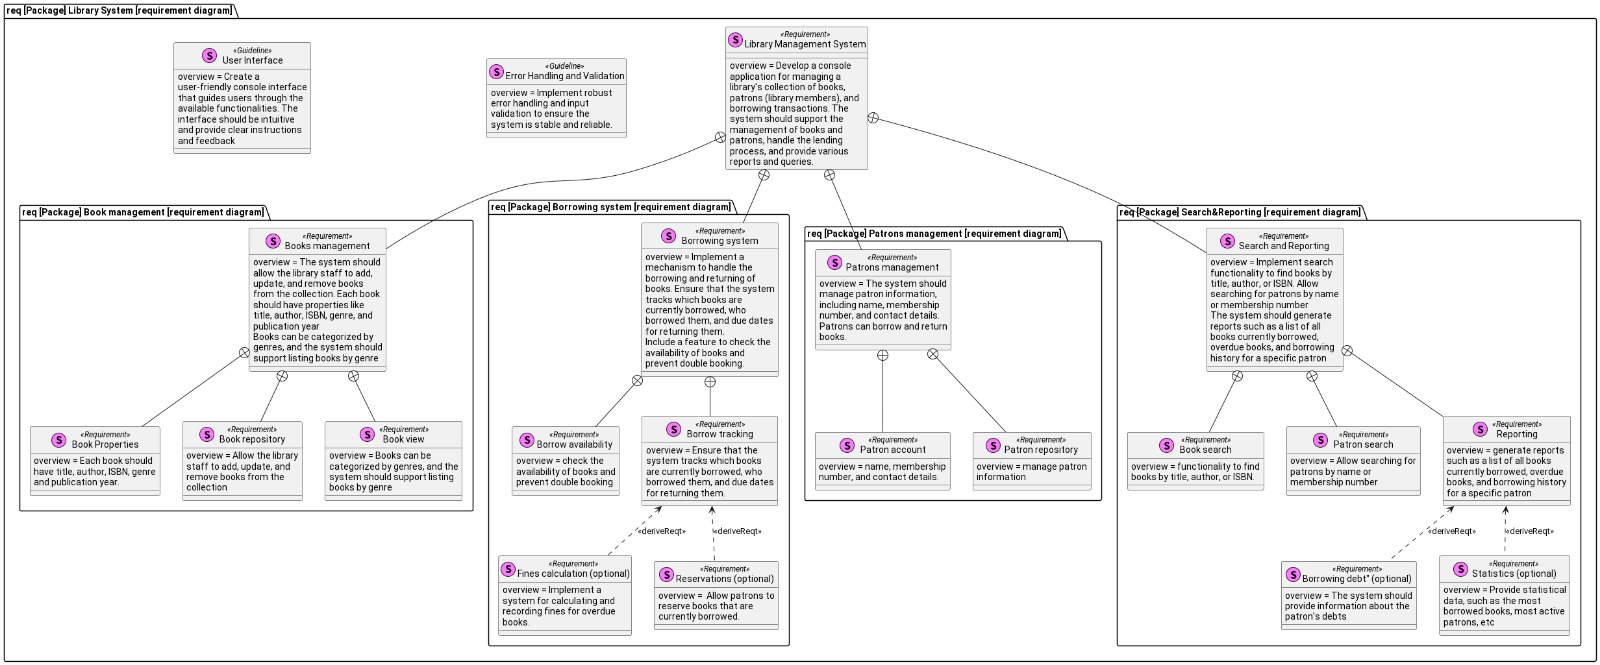 req [Package] Library System [requirement diagram]
«Guideline»
User Interface
overview = Create a
user-friendly console interface
that guides users through the
available functionalities. The
interface should be intuitive
and provide clear instructions
and feedback
«Guideline»
Error Handling and Validation
overview = Implement robust
error handling and input
validation to ensure the
system is stable and reliable.
«Requirement»
Library Management System
overview = Develop a console
application for managing a
library's collection of books,
patrons (library members), and
borrowing transactions. The
system should support the
management of books and
patrons, handle the lending
process, and provide various
reports and queries.
req [Package] Book management [requirement diagram]
«Requirement»
Books management
overview = The system should
allow the library staff to add,
update, and remove books
from the collection. Each book
should have properties like
title, author, ISBN, genre, and
publication year
Books can be categorized by
genres, and the system should
support listing books by genre
«Requirement»
Book Properties
overview = Each book should
have title, author, ISBN, genre
and publication year.
«Requirement»
Book repository
overview = Allow the library
staff to add, update, and
remove books from the
collection
«Requirement»
Book view
overview = Books can be
categorized by genres, and the
system should support listing
books by genre
req [Package] Borrowing system [requirement diagram]
«Requirement»
Borrowing system
overview = Implement a
mechanism to handle the
borrowing and returning of
books. Ensure that the system
tracks which books are
currently borrowed, who
borrowed them, and due dates
for returning them.
Include a feature to check the
availability of books and
prevent double booking.
«Requirement»
Borrow availability
overview = check the
availability of books and
prevent double booking.
«Requirement»
Borrow tracking
overview = Ensure that the
system tracks which books
are currently borrowed, who
borrowed them, and due dates
for returning them.
«deriveReqt»
«deriveReqt»
«Requirement»
Fines calculation (optional)
overview = Implement a
system for calculating and
recording fines for overdue
books.
«Requirement»
Reservations (optional)
overview = Allow patrons to
reserve books that are
currently borrowed.
req [Package] Patrons management [requirement diagram]
«Requirement»
Patrons management
overview = The system should
manage patron information,
including name, membership
number, and contact details.
Patrons can borrow and return
books.
«Requirement»
Patron account
overview = name, membership
number, and contact details.
«Requirement»
Patron repository
overview = manage patron
information
req [Package] Search&Reporting [requirement diagram]
«Requirement»
Search and Reporting
overview = Implement search
functionality to find books by
title, author, or ISBN. Allow
searching for patrons by name
or membership number
The system should generate
reports such as a list of all
books currently borrowed,
overdue books, and borrowing
history for a specific patron
«Requirement»
Book search
overview = functionality to find
books by title, author, or ISBN.
«Requirement»
Patron search
overview = Allow searching for
patrons by name or
membership number
«Requirement»
Reporting
overview = generate reports
such as a list of all books
currently borrowed, overdue
books, and borrowing history
for a specific patron
«deriveReqt»
«deriveReqt»
«Requirement»
Borrowing debt" (optional)
overview = The system should
provide information about the
patron's debts
«Requirement»
Statistics (optional)
overview = Provide statistical
data, such as the most
borrowed books, most active
patrons, etc